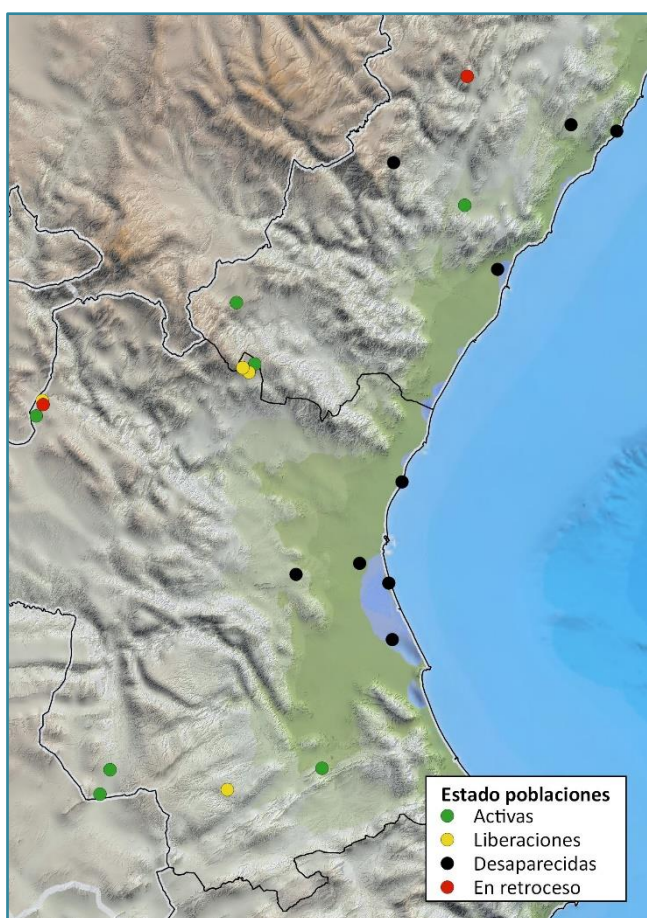 Estado poblaciones
Activas
Liberaciones
Desaparecidas
En retroceso